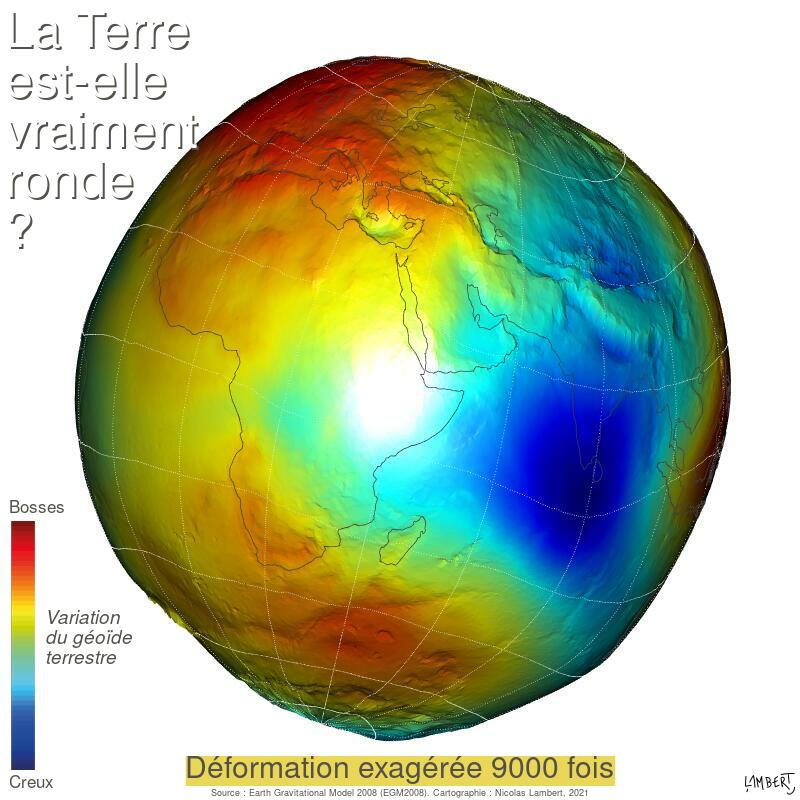 La Terre
est-elle
vraiment
ronde
?
Bosses
Variation
du géoïde
terrestre
Creux
Déformation exagérée 9000 fois
Source : Earth Gravitational Model 2008 (EGM2008). Cartographie : Nicolas Lambert, 2021
LAMBERT